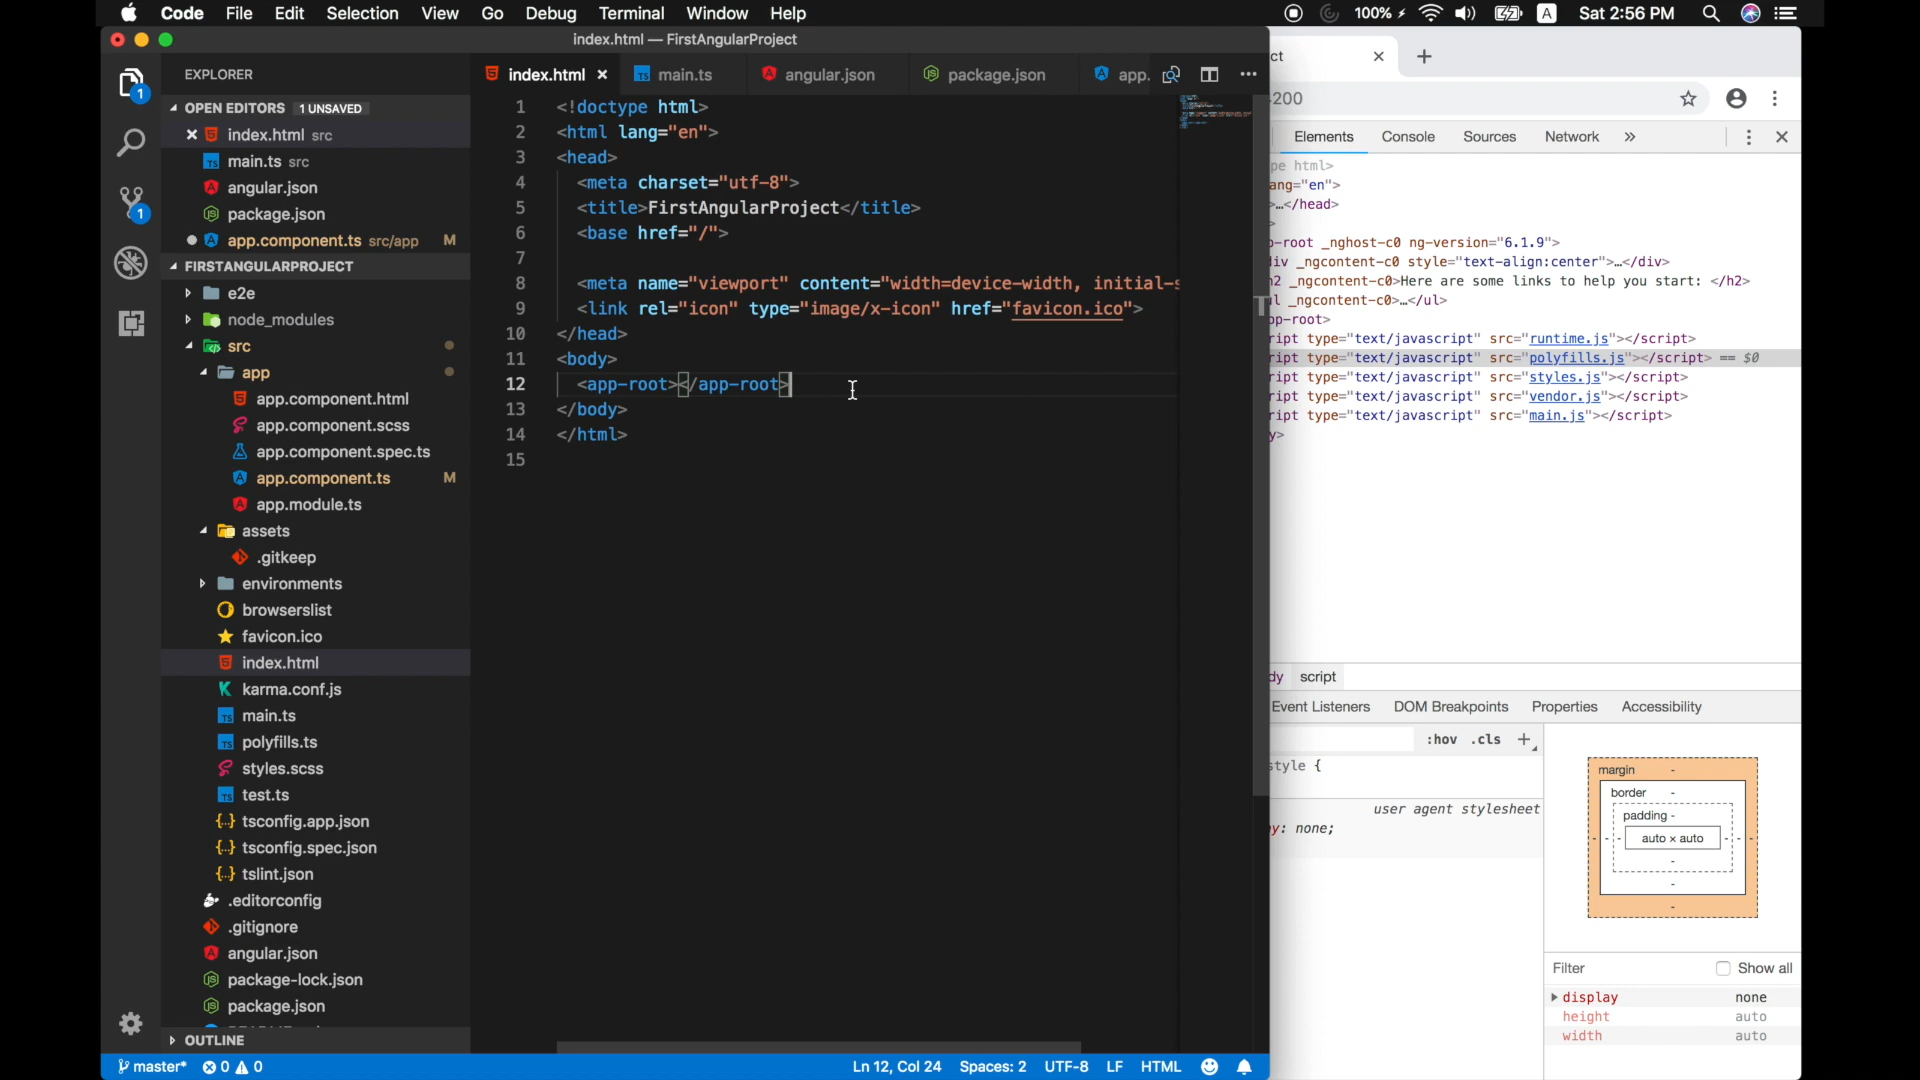 Code File Edit Selection View Go Debug Terminal Window Help
100% A Sat 2:56 PM
index.html — FirstAngularProject
EXPLORER
OPEN EDITORS 1 UNSAVED
index.html src
main.ts src
angular.json
package.json
app.component.ts src/app M
FIRSTANGULARPROJECT
e2e
node_modules
src
app
app.component.html
app.component.scss
app.component.spec.ts
app.component.ts M
app.module.ts
assets
.gitkeep
environments
browserslist
favicon.ico
index.html
karma.conf.js
main.ts
polyfills.ts
styles.scss
test.ts
tsconfig.app.json
tsconfig.spec.json
tslint.json
.editorconfig
.gitignore
angular.json
package-lock.json
package.json
OUTLINE
1
1
index.html main.ts angular.json package.json app.
1 <!doctype html>
2 <html lang="en">
3 <head>
4 <meta charset="utf-8">
5 <title>FirstAngularProject</title>
6 <base href="/">
7
8 <meta name="viewport" content="width=device-width, initial-s
9 <link rel="icon" type="image/x-icon" href="favicon.ico">
10 </head>
11 <body>
12 <app-root></app-root>
13 </body>
14 </html>
15
master* 0 0 Ln 12, Col 24 Spaces: 2 UTF-8 LF HTML
ct
200
Elements Console Sources Network »
pe html>
ang="en">
…</head>
>
p-root _nghost-c0 ng-version="6.1.9">
div _ngcontent-c0 style="text-align:center">…</div>
h2 _ngcontent-c0>Here are some links to help you start: </h2>
ul _ngcontent-c0>…</ul>
pp-root>
ript type="text/javascript" src="runtime.js"></script>
ript type="text/javascript" src="polyfills.js"></script> == $0
ript type="text/javascript" src="styles.js"></script>
ript type="text/javascript" src="vendor.js"></script>
ript type="text/javascript" src="main.js"></script>
y>
dy script
Event Listeners DOM Breakpoints Properties Accessibility
:hov .cls +
style {
user agent stylesheet
y: none;
margin -
border -
padding -
auto × auto
Filter Show all
display none
height auto
width auto